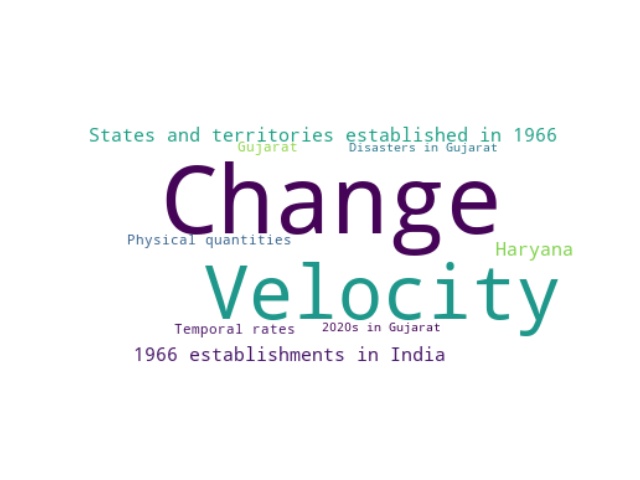 States and territories established in 1966
Gujarat
Disasters in Gujarat
Change
Physical quantities
Haryana
Velocity
Temporal rates
2020s in Gujarat
1966 establishments in India